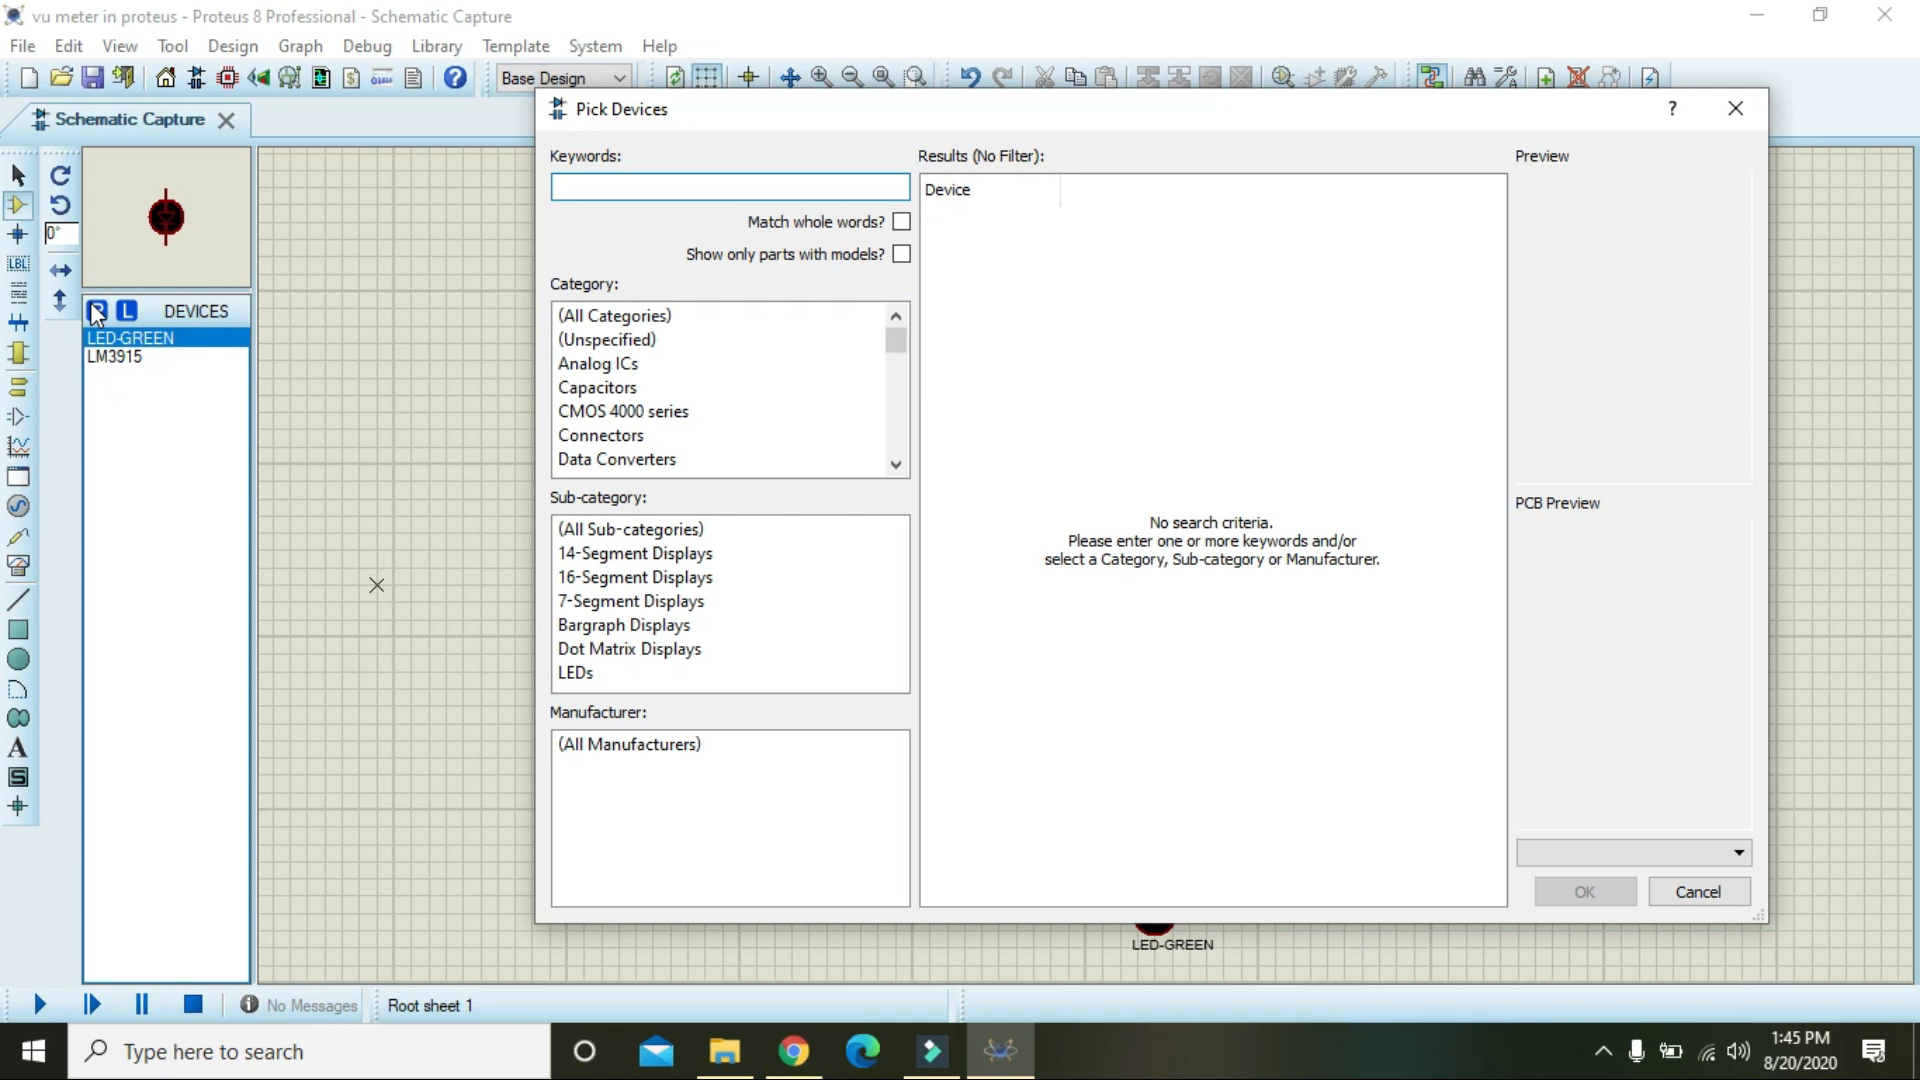 vu meter in proteus - Proteus 8 Professional - Schematic Capture
File Edit View Tool Design Graph Debug Library Template System Help
Base Design
Schematic Capture
Pick Devices
?
Keywords:
Results (No Filter):
Preview
Device
Match whole words?
Show only parts with models?
0°
LBL
Category:
(All Categories)
(Unspecified)
Analog ICs
Capacitors
CMOS 4000 series
Connectors
Data Converters
L DEVICES
LED-GREEN
LM3915
Sub-category:
(All Sub-categories)
14-Segment Displays
16-Segment Displays
7-Segment Displays
Bargraph Displays
Dot Matrix Displays
LEDs
No search criteria.
Please enter one or more keywords and/or
select a Category, Sub-category or Manufacturer.
PCB Preview
Manufacturer:
(All Manufacturers)
A
S
OK
Cancel
LED-GREEN
No Messages
Root sheet 1
Type here to search
1:45 PM
8/20/2020